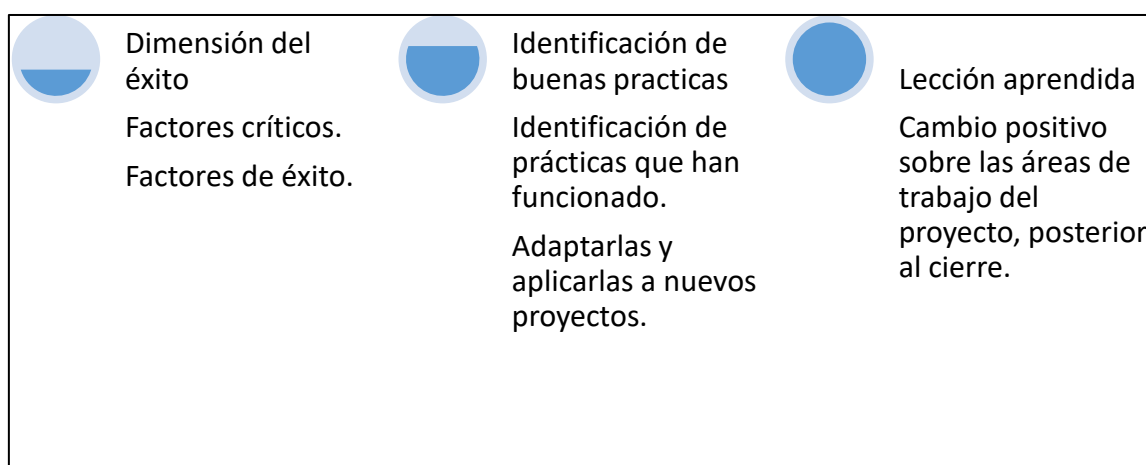 Dimensión del
éxito
Factores críticos.
Factores de éxito.
Identificación de
buenas practicas
Identificación de
prácticas que han
funcionado.
Adaptarlas y
aplicarlas a nuevos
proyectos.
Lección aprendida
Cambio positivo
sobre las áreas de
trabajo del
proyecto, posterior
al cierre.